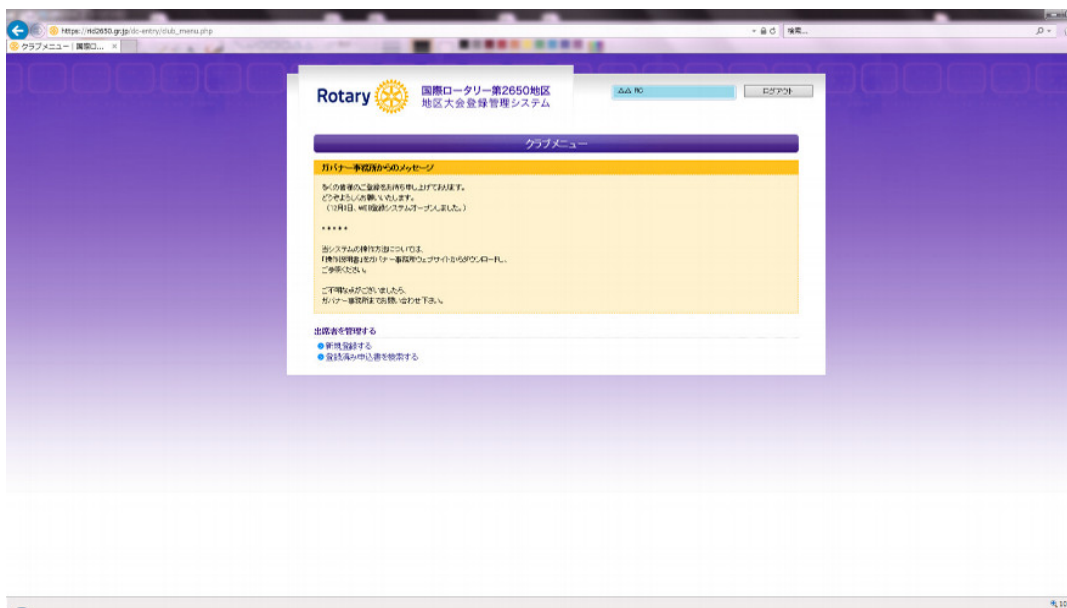 https://rid2650.gr.jp/dc-entry/club_menu.php
検索...
クラブメニュー | 国際ロ...
Rotary
国際ロータリー第2650地区
地区大会登録管理システム
△△ RC
ログアウト
クラブメニュー
ガバナー事務所からのメッセージ
多くの皆様のご登録をお待ち申し上げております。
どうぞよろしくお願いいたします。
(12月8日、WEB登録システムオープンしました。)
*****
当システムの操作方法については、
「操作説明書」をガバナー事務所ウェブサイトからダウンロードし、
ご参照ください。
ご不明な点がございましたら、
ガバナー事務所までお問い合わせ下さい。
出席者を管理する
新規登録する
登録済み申込書を検索する